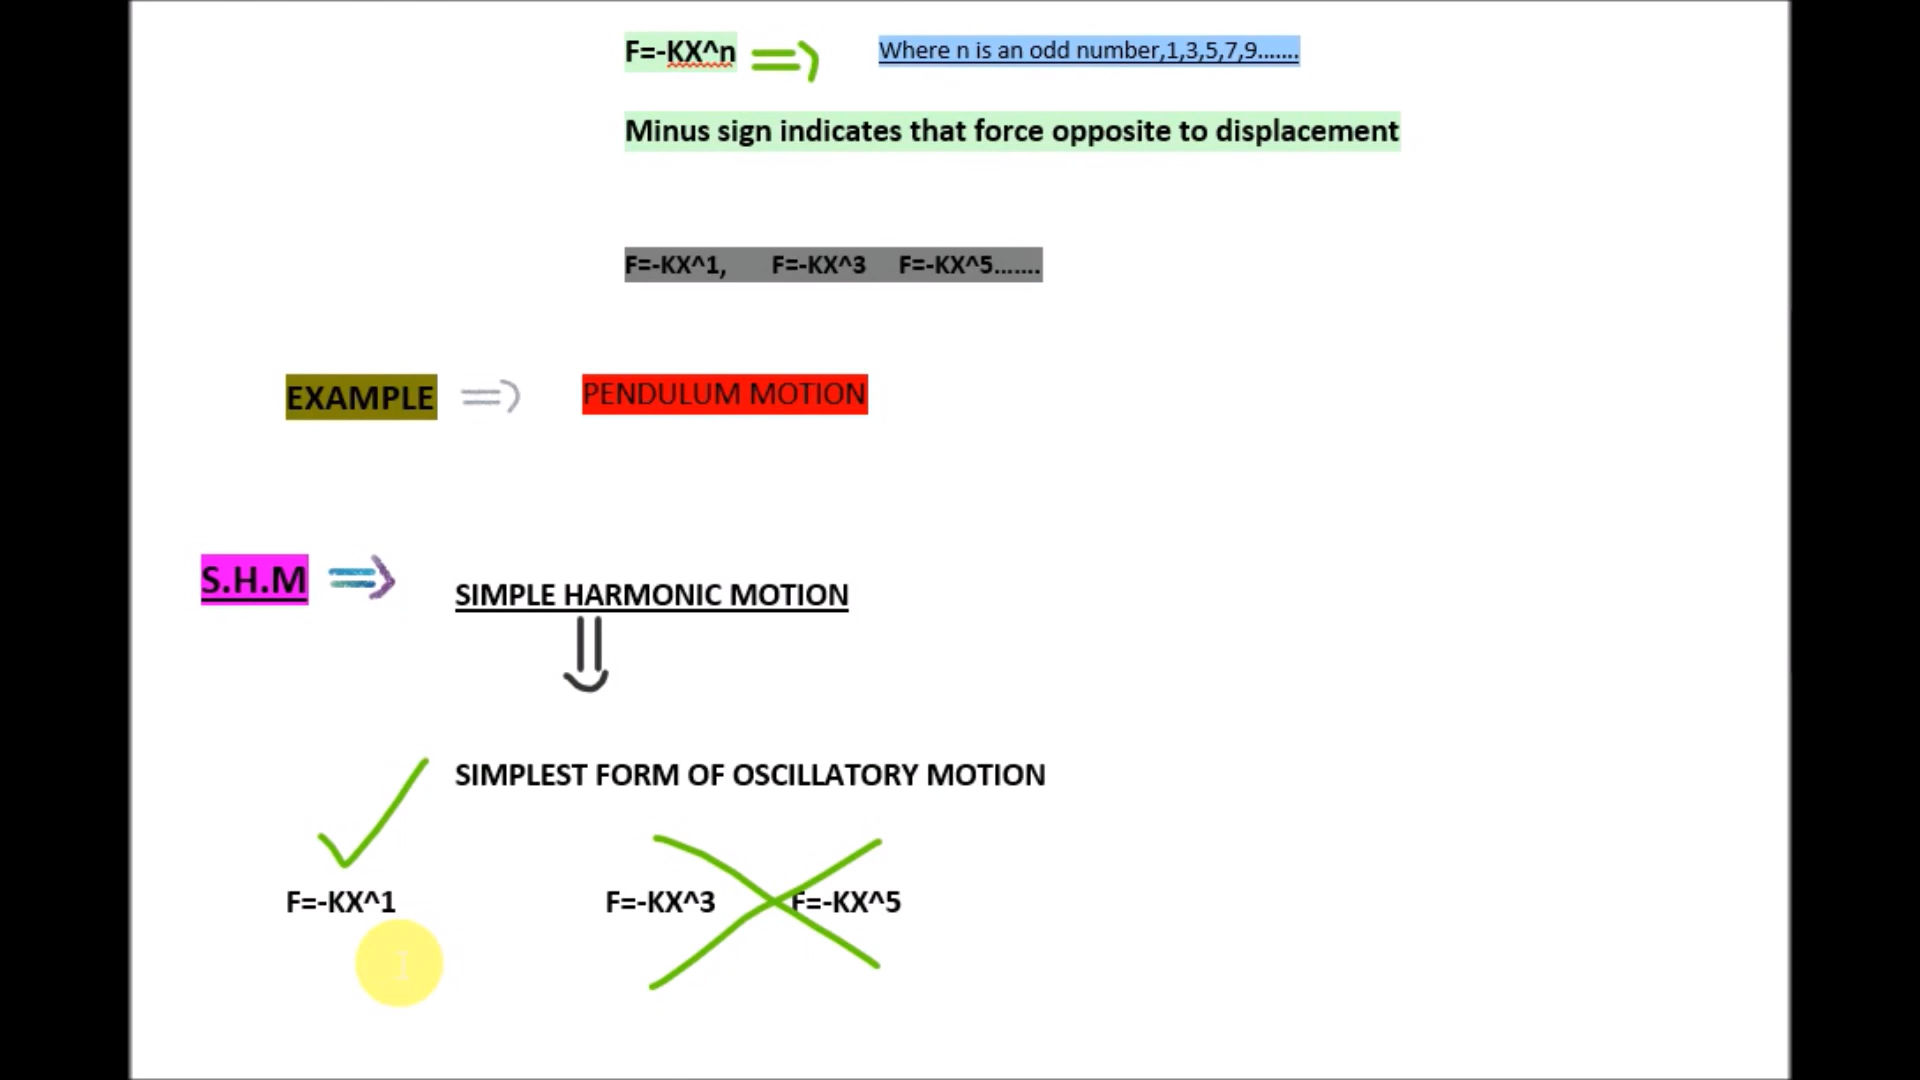 F=-KX^n Where n is an odd number,1,3,5,7,9.......
Minus sign indicates that force opposite to displacement
F=-KX^1, F=-KX^3 F=-KX^5.......
EXAMPLE PENDULUM MOTION
S.H.M SIMPLE HARMONIC MOTION
SIMPLEST FORM OF OSCILLATORY MOTION
F=-KX^1 F=-KX^3 F=-KX^5